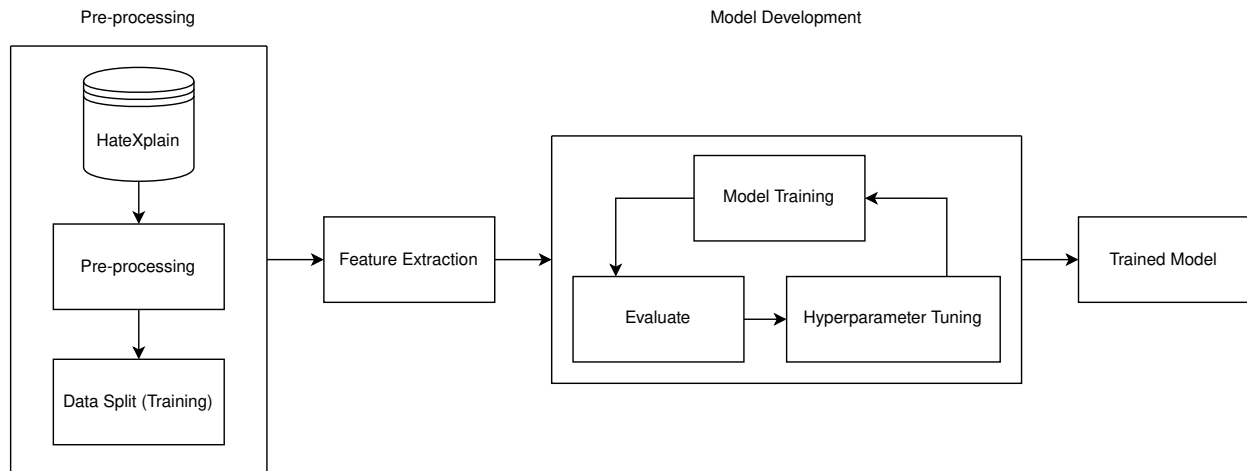 Pre-processing
Model Development
HateXplain
Pre-processing
Data Split (Training)
Feature Extraction
Model Training
Evaluate
Hyperparameter Tuning
Trained Model